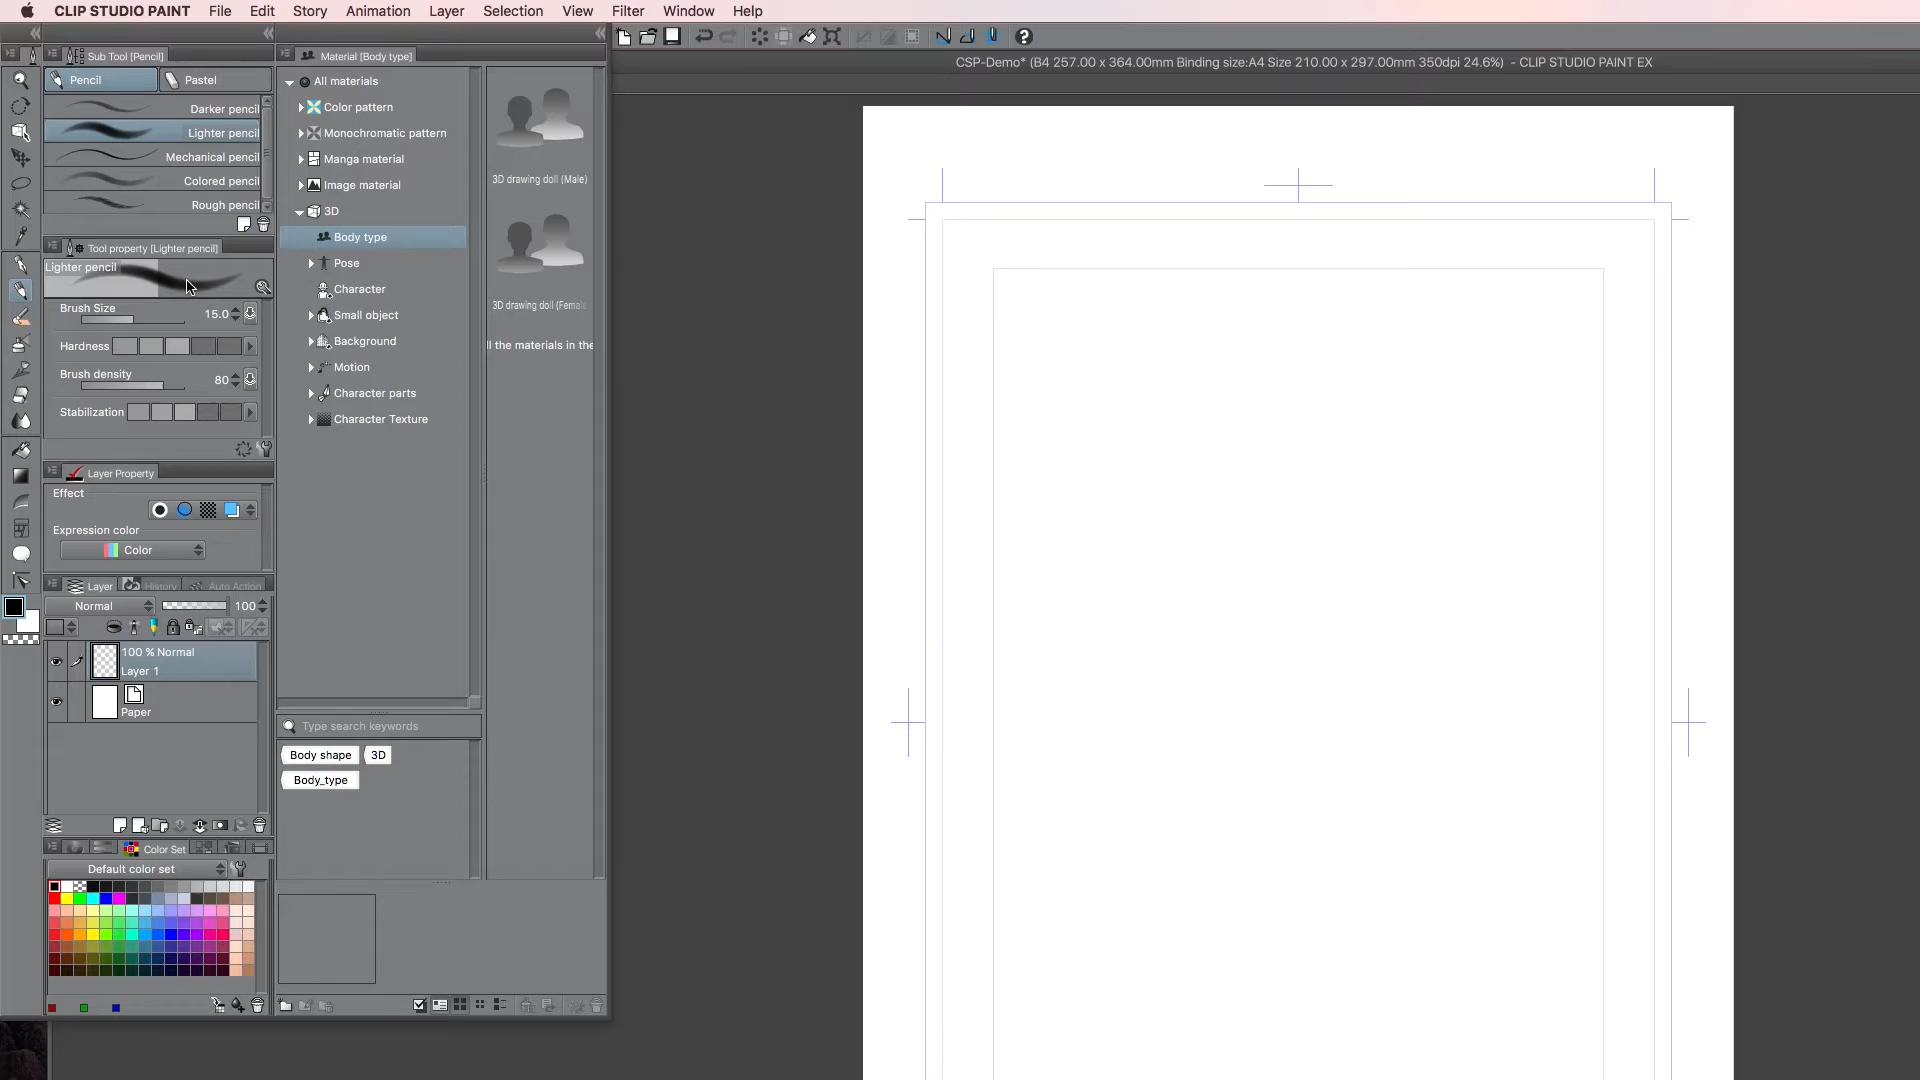 CLIP STUDIO PAINT File Edit Story Animation Layer Selection View Filter Window Help
CSP-Demo* (B4 257.00 x 364.00mm Binding size:A4 Size 210.00 x 297.00mm 350dpi 24.6%) - CLIP STUDIO PAINT EX
Sub Tool [Pencil]
Pencil
Pastel
Darker pencil
Lighter pencil
Mechanical pencil
Colored pencil
Rough pencil
Tool property [Lighter pencil]
Lighter pencil
Brush Size 15.0
Hardness
Brush density 80
Stabilization
Layer Property
Effect
Expression color
Color
Layer History Auto Action
Normal 100
100 % Normal
Layer 1
Paper
Color Set
Default color set
Material [Body type]
All materials
Color pattern
Monochromatic pattern
Manga material
Image material
3D
Body type
Pose
Character
Small object
Background
Motion
Character parts
Character Texture
Type search keywords
Body shape 3D
Body_type
3D drawing doll (Male)
3D drawing doll (Fema
ll the materials in the